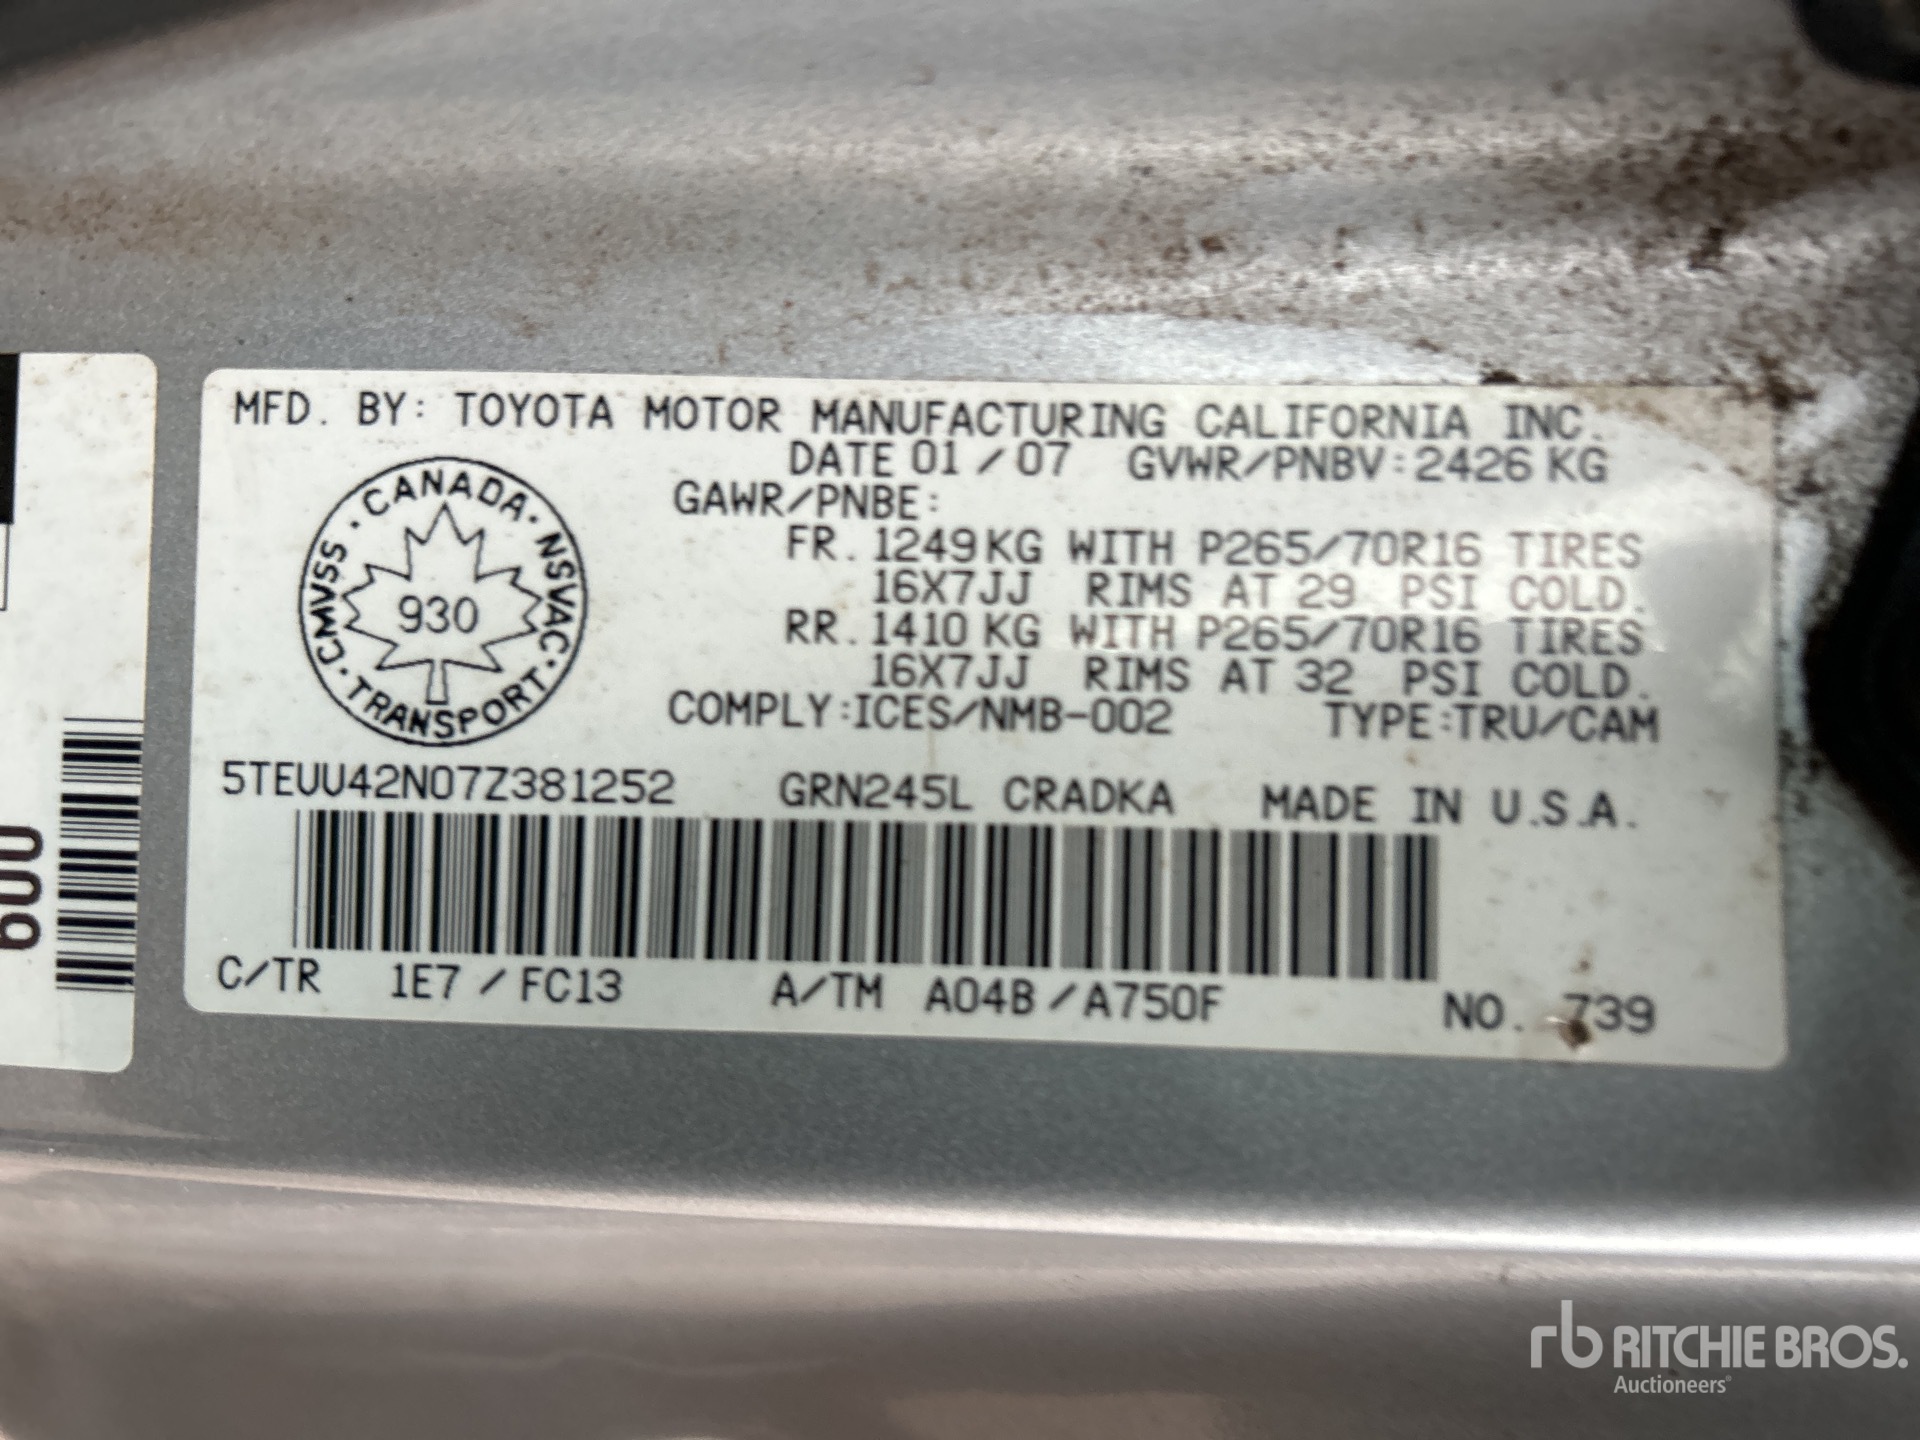 MFD. BY: TOYOTA MOTOR MANUFACTURING CALIFORNIA INC.
DATE 01/07 GVWR/PNBV:2426 KG
GAWR/PNBE:
FR. 1249 KG WITH P265/70R16 TIRES
16X7JJ RIMS AT 29 PSI COLD.
RR. 1410 KG WITH P265/70R16 TIRES
16X7JJ RIMS AT 32 PSI COLD.
COMPLY:ICES/NMB-002 TYPE:TRU/CAM
CANADA · NSVAC · TRANSPORT · CMVSS ·
930
5TEUU42N07Z381252 GRN245L CRADKA MADE IN U.S.A.
C/TR 1E7/FC13 A/TM A04B/A750F NO. 739
600
rb RITCHIE BROS.
Auctioneers